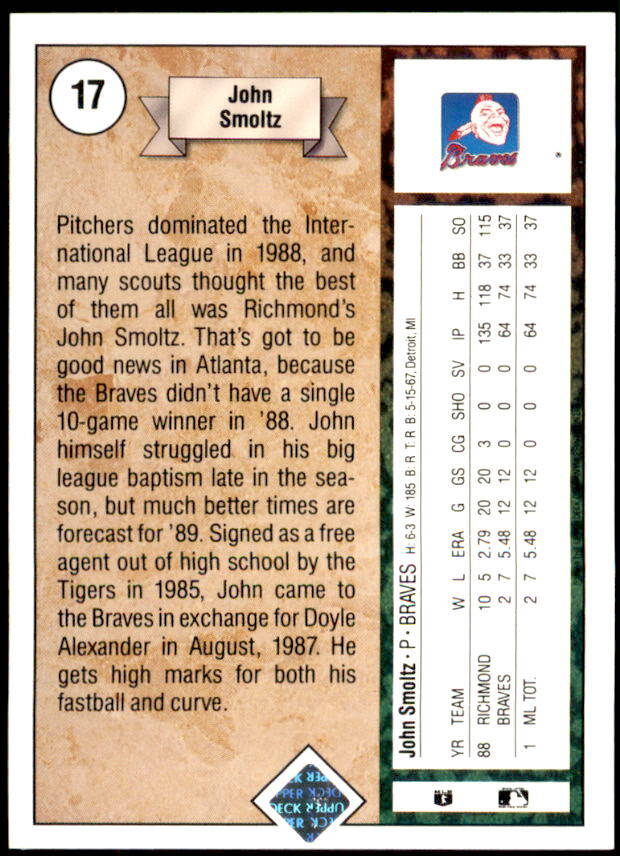 17
John
Smoltz
Pitchers dominated the Inter-
national League in 1988, and
many scouts thought the best
of them all was Richmond's
John Smoltz. That's got to be
good news in Atlanta, because
the Braves didn't have a single
10-game winner in '88. John
himself struggled in his big
league baptism late in the sea-
son, but much better times are
forecast for '89. Signed as a free
agent out of high school by the
Tigers in 1985, John came to
the Braves in exchange for Doyle
Alexander in August, 1987. He
gets high marks for both his
fastball and curve.
Braves
John Smoltz · P · BRAVES H: 6-3 W: 185 B: R T: R B: 5-15-67, Detroit, MI
YR TEAM W L ERA G GS CG SHO SV IP H BB SO
88 RICHMOND 10 5 2.79 20 20 3 0 0 135 118 37 115
BRAVES 2 7 5.48 12 12 0 0 0 64 74 33 37
1 ML TOT. 2 7 5.48 12 12 0 0 0 64 74 33 37
UPPER
DECK